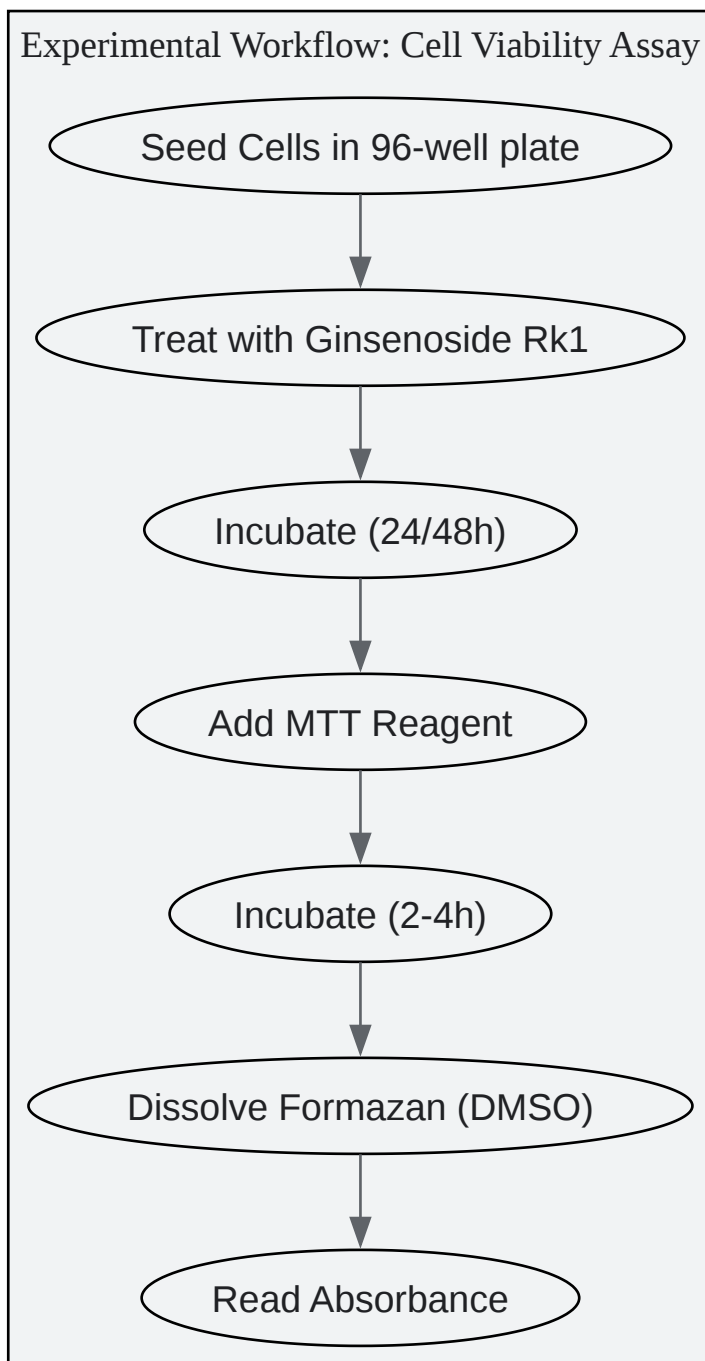 Experimental Workflow: Cell Viability Assay
Seed Cells in 96-well plate
Treat with Ginsenoside Rk1
Incubate (24/48h)
Add MTT Reagent
Incubate (2-4h)
Dissolve Formazan (DMSO)
Read Absorbance